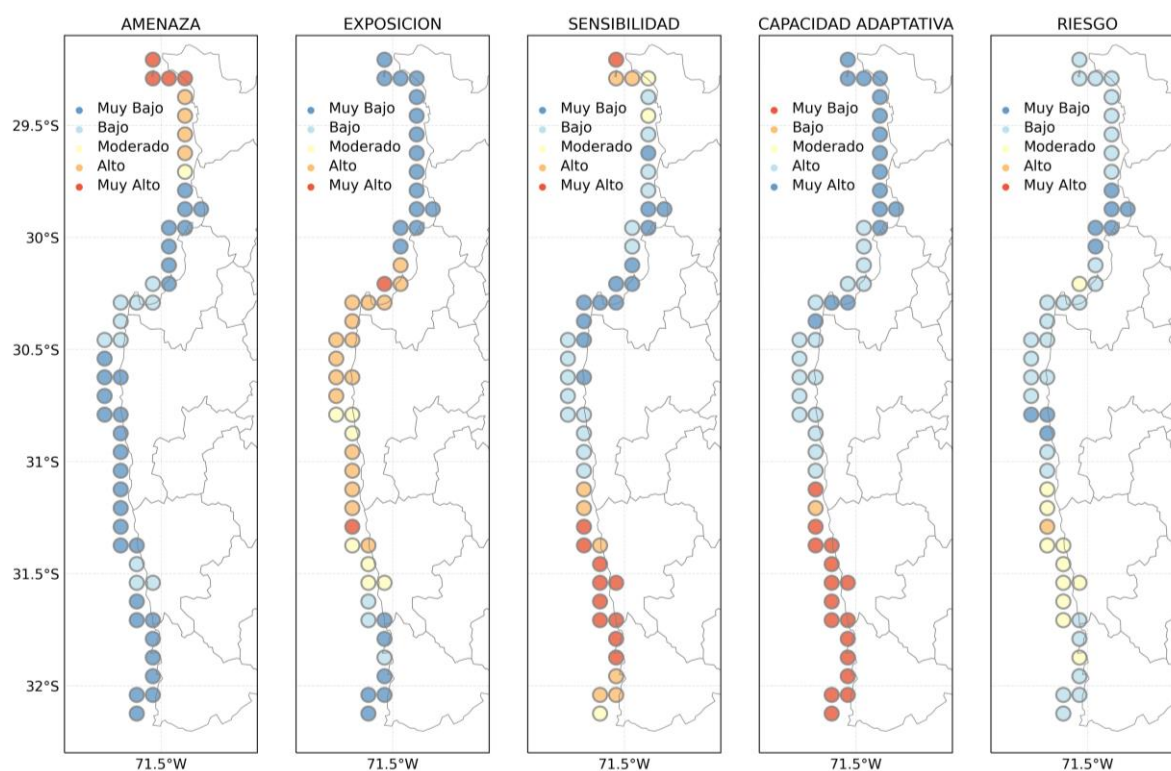 AMENAZA
EXPOSICION
SENSIBILIDAD
CAPACIDAD ADAPTATIVA
RIESGO
Muy Bajo
Bajo
Moderado
Alto
Muy Alto
Muy Bajo
Bajo
Moderado
Alto
Muy Alto
Muy Bajo
Bajo
Moderado
Alto
Muy Alto
Muy Bajo
Bajo
Moderado
Alto
Muy Alto
Muy Bajo
Bajo
Moderado
Alto
Muy Alto
29.5°S
30°S
30.5°S
31°S
31.5°S
32°S
71.5°W
71.5°W
71.5°W
71.5°W
71.5°W